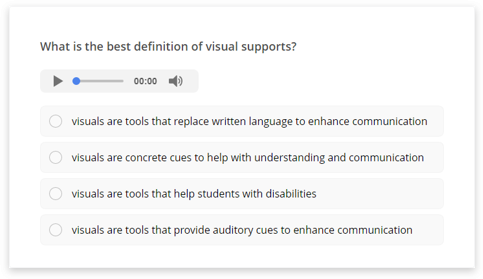 What is the best definition of visual supports?
00:00
visuals are tools that replace written language to enhance communication
visuals are concrete cues to help with understanding and communication
visuals are tools that help students with disabilities
visuals are tools that provide auditory cues to enhance communication